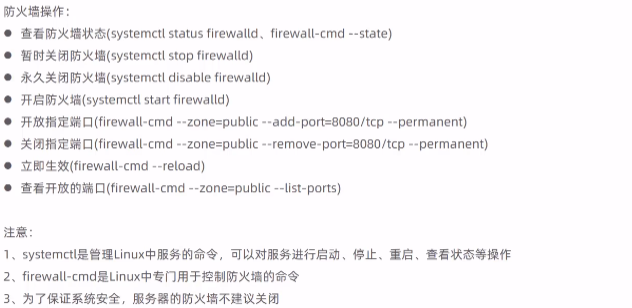 防火墙操作：
● 查看防火墙状态(systemctl status firewalld、firewall-cmd --state)
● 暂时关闭防火墙(systemctl stop firewalld)
● 永久关闭防火墙(systemctl disable firewalld)
● 开启防火墙(systemctl start firewalld)
● 开放指定端口(firewall-cmd --zone=public --add-port=8080/tcp --permanent)
● 关闭指定端口(firewall-cmd --zone=public --remove-port=8080/tcp --permanent)
● 立即生效(firewall-cmd --reload)
● 查看开放的端口(firewall-cmd --zone=public --list-ports)
注意：
1、systemctl是管理Linux中服务的命令，可以对服务进行启动、停止、重启、查看状态等操作
2、firewall-cmd是Linux中专门用于控制防火墙的命令
3、为了保证系统安全，服务器的防火墙不建议关闭